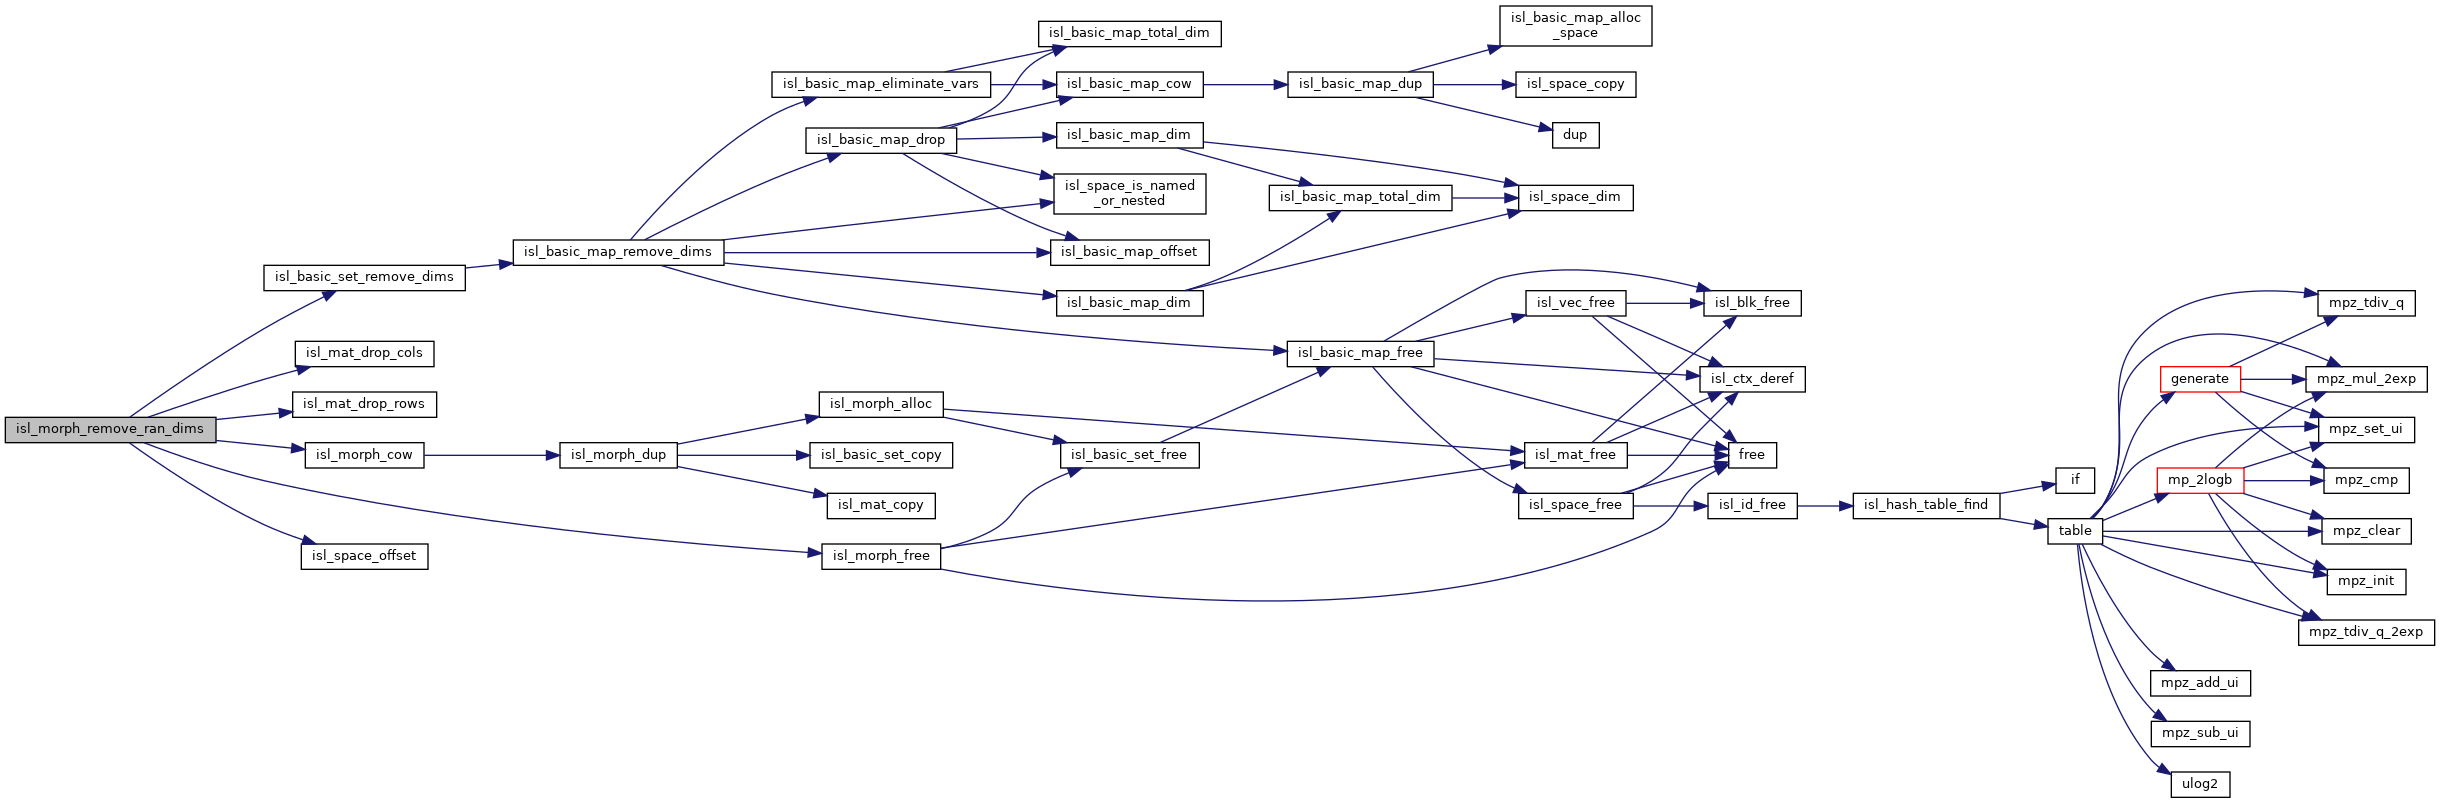 isl_morph_remove_ran_dims
isl_basic_set_remove_dims
isl_mat_drop_cols
isl_mat_drop_rows
isl_morph_cow
isl_space_offset
isl_basic_map_remove_dims
isl_morph_dup
isl_basic_map_eliminate_vars
isl_basic_map_drop
isl_morph_alloc
isl_basic_set_copy
isl_mat_copy
isl_morph_free
isl_basic_map_total_dim
isl_basic_map_cow
isl_basic_map_dim
isl_space_is_named
_or_nested
isl_basic_map_offset
isl_basic_map_dim
isl_basic_set_free
isl_basic_map_dup
isl_basic_map_total_dim
isl_basic_map_free
isl_basic_map_alloc
_space
isl_space_copy
dup
isl_space_dim
isl_vec_free
isl_mat_free
isl_space_free
isl_blk_free
isl_ctx_deref
free
isl_id_free
isl_hash_table_find
if
table
generate
mp_2logb
mpz_add_ui
mpz_sub_ui
ulog2
mpz_tdiv_q
mpz_mul_2exp
mpz_set_ui
mpz_cmp
mpz_clear
mpz_init
mpz_tdiv_q_2exp